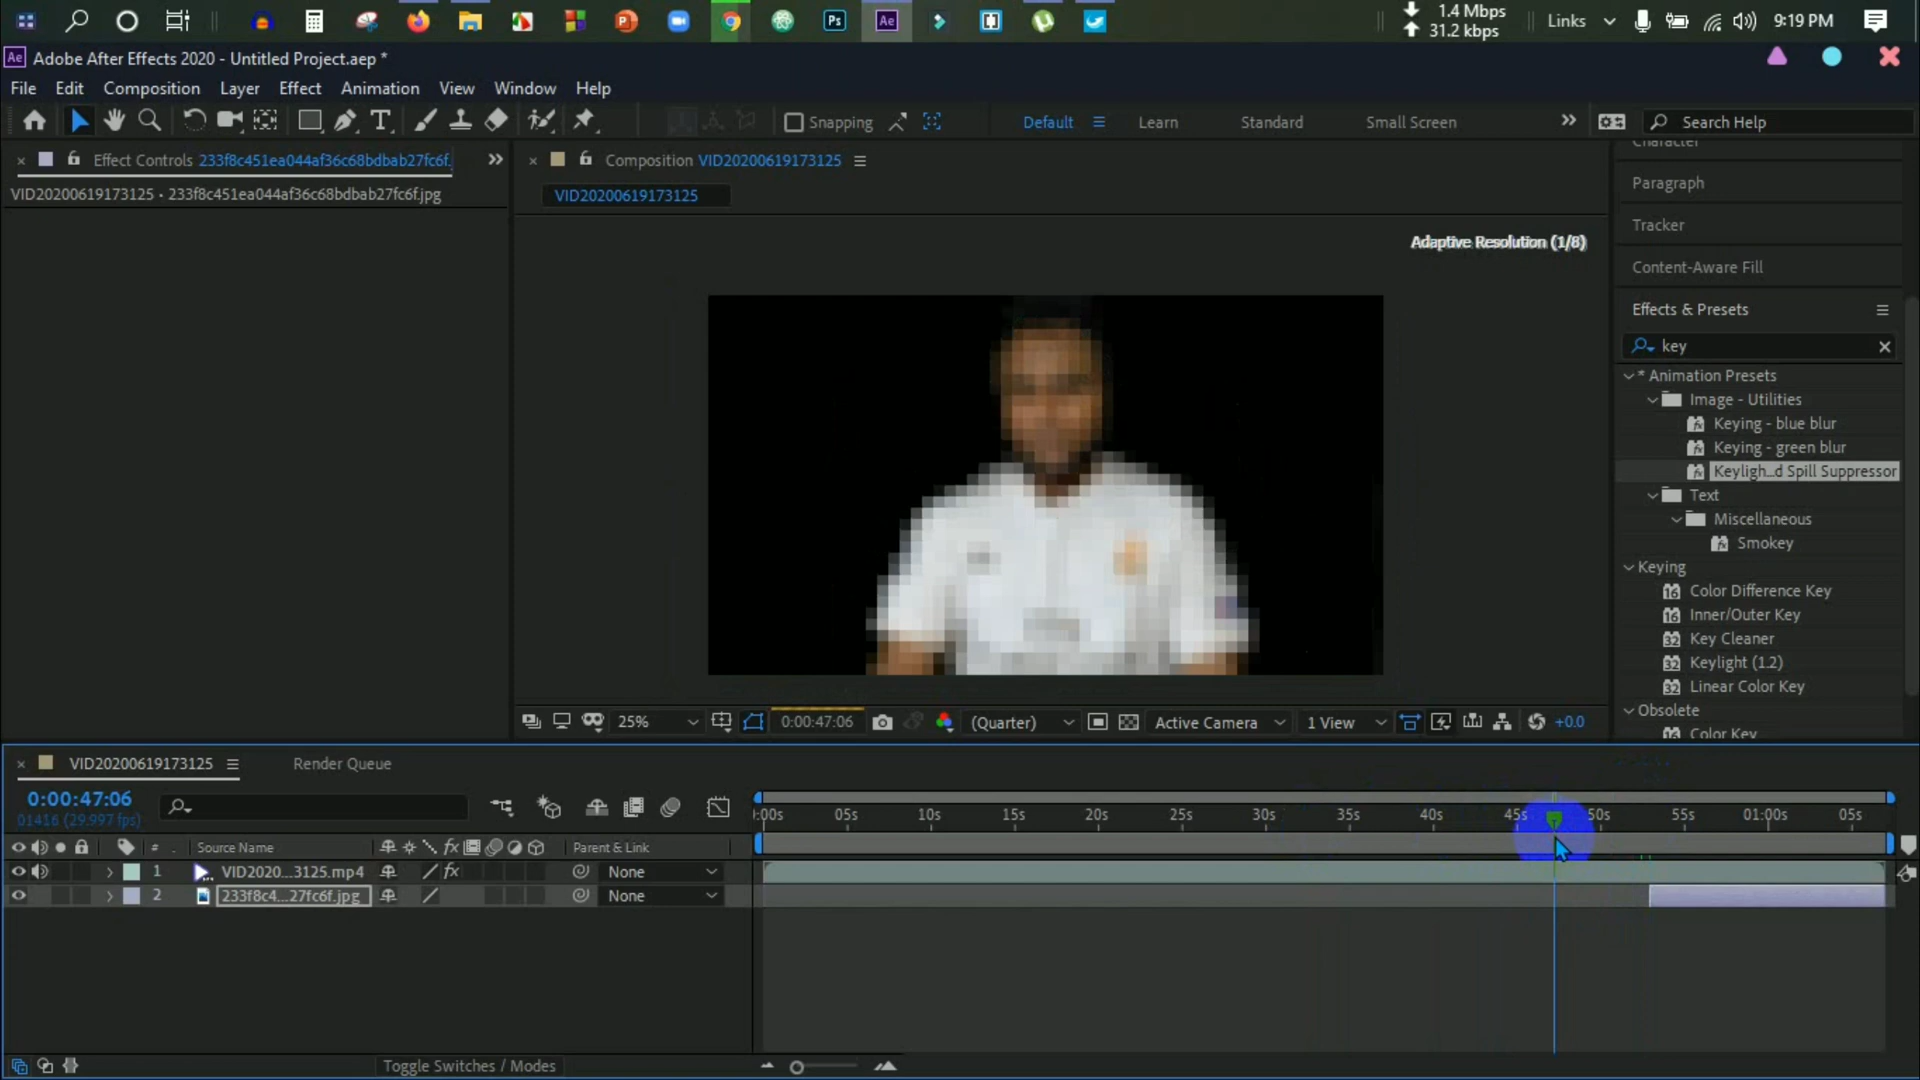 1.4 Mbps
31.2 kbps
Links
9:19 PM
Adobe After Effects 2020 - Untitled Project.aep *
File Edit Composition Layer Effect Animation View Window Help
Snapping
Default
Learn
Standard
Small Screen
Search Help
Effect Controls 233f8c451ea044af36c68bdbab27fc6f.
VID20200619173125 • 233f8c451ea044af36c68bdbab27fc6f.jpg
Composition VID20200619173125
VID20200619173125
Adaptive Resolution (1/8)
Character
Paragraph
Tracker
Content-Aware Fill
Effects & Presets
key
* Animation Presets
Image - Utilities
Keying - blue blur
Keying - green blur
Keyligh...d Spill Suppressor
Text
Miscellaneous
Smokey
Keying
Color Difference Key
Inner/Outer Key
Key Cleaner
Keylight (1.2)
Linear Color Key
Obsolete
Color Key
25%
0:00:47:06
(Quarter)
Active Camera
1 View
+0.0
VID20200619173125
Render Queue
0:00:47:06
01416 (29.997 fps)
:00s 05s 10s 15s 20s 25s 30s 35s 40s 45s 50s 55s 01:00s 05s
# Source Name
Parent & Link
1 VID2020...3125.mp4 None
2 233f8c4...27fc6f.jpg None
Toggle Switches / Modes